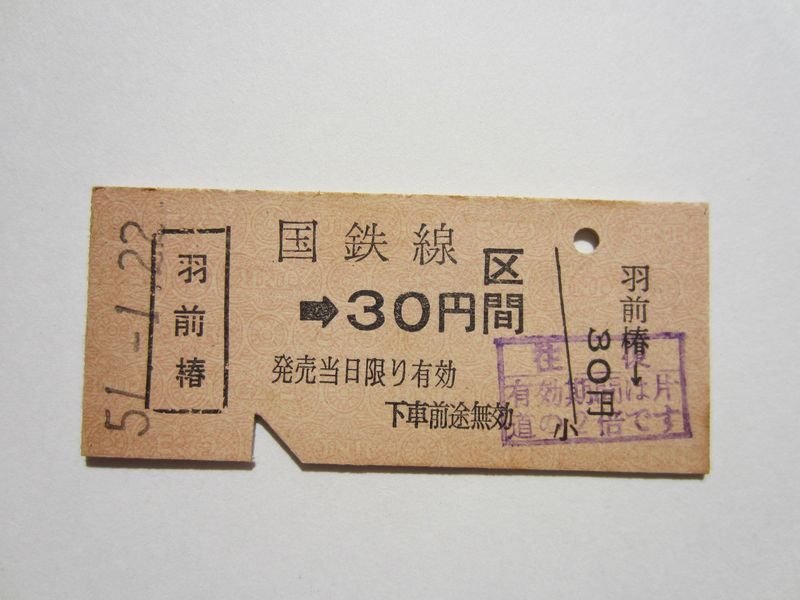 51.-1.22
羽前椿
国鉄線
➡30円区間
発売当日限り有効
下車前途無効
羽前椿→
30円
小
往復
有効期間は片
道の2倍です